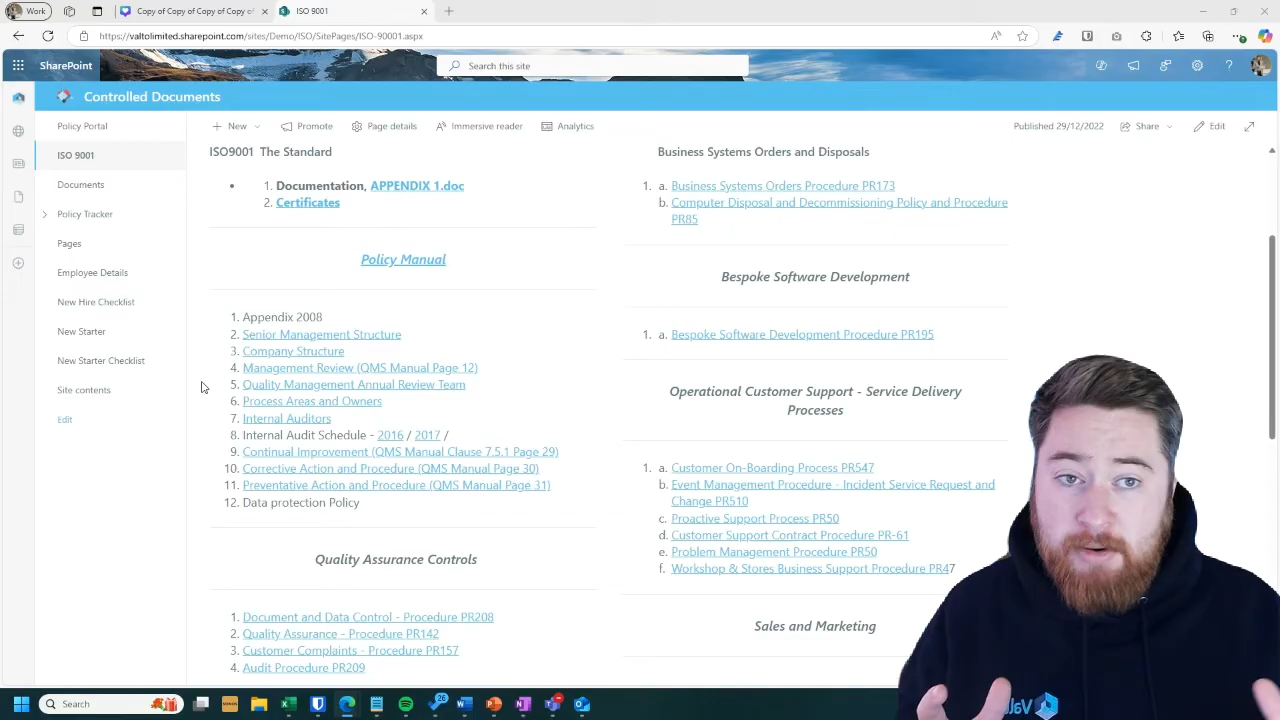 Work
Copy of Copy of Copy of
ISO 9001
https://valtolimited.sharepoint.com/sites/Demo/ISO/SitePages/ISO-90001.aspx
SharePoint
Search this site
Controlled Documents
Policy Portal
ISO 9001
Documents
Policy Tracker
Pages
Employee Details
New Hire Checklist
New Starter
New Starter Checklist
Site contents
Edit
New
Promote
Page details
Immersive reader
Analytics
Published 29/12/2022
Share
Edit
ISO9001 The Standard
1. Documentation, APPENDIX 1.doc
2. Certificates
Policy Manual
1. Appendix 2008
2. Senior Management Structure
3. Company Structure
4. Management Review (QMS Manual Page 12)
5. Quality Management Annual Review Team
6. Process Areas and Owners
7. Internal Auditors
8. Internal Audit Schedule - 2016 / 2017 /
9. Continual Improvement (QMS Manual Clause 7.5.1 Page 29)
10. Corrective Action and Procedure (QMS Manual Page 30)
11. Preventative Action and Procedure (QMS Manual Page 31)
12. Data protection Policy
Quality Assurance Controls
1. Document and Data Control - Procedure PR208
2. Quality Assurance - Procedure PR142
3. Customer Complaints - Procedure PR157
4. Audit Procedure PR209
Business Systems Orders and Disposals
1. a. Business Systems Orders Procedure PR173
b. Computer Disposal and Decommissioning Policy and Procedure
PR85
Bespoke Software Development
1. a. Bespoke Software Development Procedure PR195
Operational Customer Support - Service Delivery
Processes
1. a. Customer On-Boarding Process PR547
b. Event Management Procedure - Incident Service Request and
Change PR510
c. Proactive Support Process PR50
d. Customer Support Contract Procedure PR-61
e. Problem Management Procedure PR50
f. Workshop & Stores Business Support Procedure PR47
Sales and Marketing
Search
26